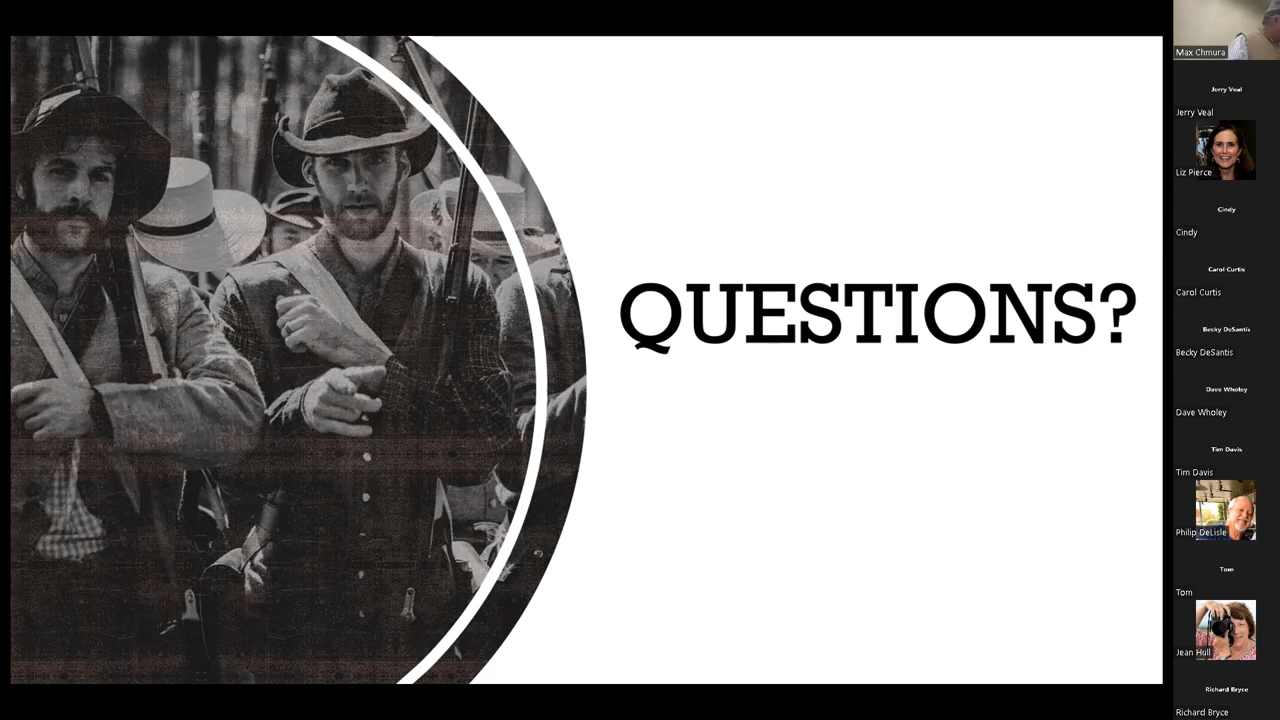 QUESTIONS?
Max Chmura
Jerry Veal
Jerry Veal
Liz Pierce
Cindy
Cindy
Carol Curtis
Carol Curtis
Becky DeSantis
Becky DeSantis
Dave Wholey
Dave Wholey
Tim Davis
Tim Davis
Philip DeLisle
Tom
Tom
Jean Hull
Richard Bryce
Richard Bryce